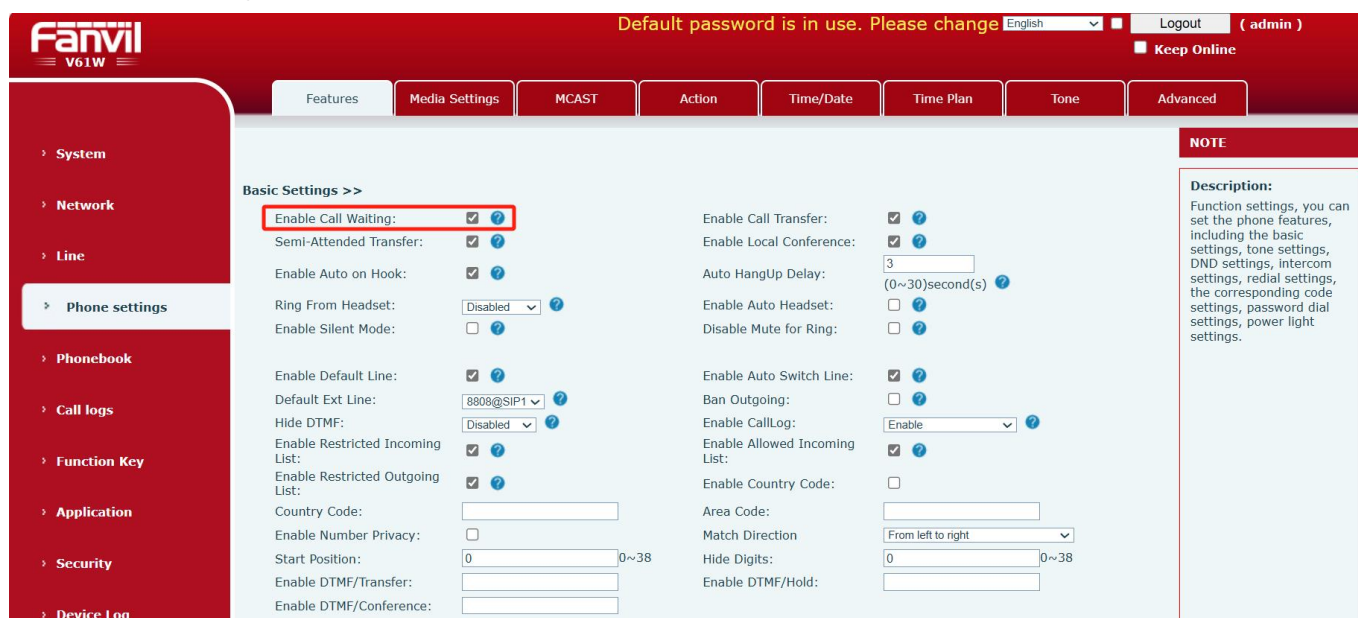 Fanvil
V61W
Default password is in use. Please change
English
Logout
( admin )
Keep Online
Features
Media Settings
MCAST
Action
Time/Date
Time Plan
Tone
Advanced
› System
› Network
› Line
› Phone settings
› Phonebook
› Call logs
› Function Key
› Application
› Security
› Device Log
Basic Settings >>
Enable Call Waiting: ?
Enable Call Transfer: ?
Semi-Attended Transfer: ?
Enable Local Conference: ?
Enable Auto on Hook: ?
Auto HangUp Delay: 3
(0~30)second(s) ?
Ring From Headset: Disabled ?
Enable Auto Headset: ?
Enable Silent Mode: ?
Disable Mute for Ring: ?
Enable Default Line: ?
Enable Auto Switch Line: ?
Default Ext Line: 8808@SIP1 ?
Ban Outgoing: ?
Hide DTMF: Disabled ?
Enable CallLog: Enable ?
Enable Restricted Incoming
List: ?
Enable Allowed Incoming
List: ?
Enable Restricted Outgoing
List: ?
Enable Country Code:
Country Code:
Area Code:
Enable Number Privacy:
Match Direction From left to right
Start Position: 0 0~38
Hide Digits: 0 0~38
Enable DTMF/Transfer:
Enable DTMF/Hold:
Enable DTMF/Conference:
NOTE
Description:
Function settings, you can
set the phone features,
including the basic
settings, tone settings,
DND settings, intercom
settings, redial settings,
the corresponding code
settings, password dial
settings, power light
settings.